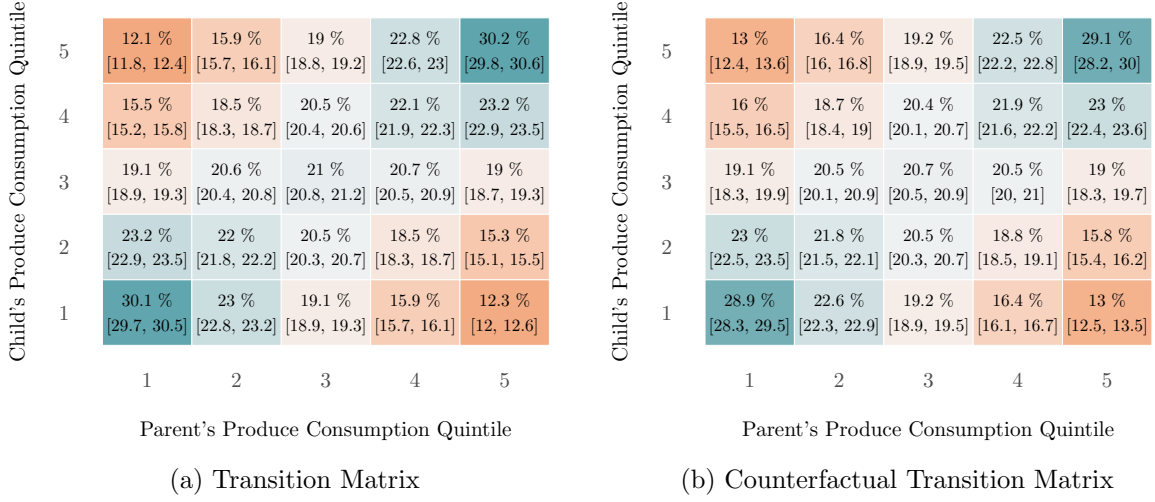 Child's Produce Consumption Quintile
5
12.1 % 15.9 % 19 % 22.8 % 30.2 %
[11.8, 12.4] [15.7, 16.1] [18.8, 19.2] [22.6, 23] [29.8, 30.6]
4
15.5 % 18.5 % 20.5 % 22.1 % 23.2 %
[15.2, 15.8] [18.3, 18.7] [20.4, 20.6] [21.9, 22.3] [22.9, 23.5]
3
19.1 % 20.6 % 21 % 20.7 % 19 %
[18.9, 19.3] [20.4, 20.8] [20.8, 21.2] [20.5, 20.9] [18.7, 19.3]
2
23.2 % 22 % 20.5 % 18.5 % 15.3 %
[22.9, 23.5] [21.8, 22.2] [20.3, 20.7] [18.3, 18.7] [15.1, 15.5]
1
30.1 % 23 % 19.1 % 15.9 % 12.3 %
[29.7, 30.5] [22.8, 23.2] [18.9, 19.3] [15.7, 16.1] [12, 12.6]
1 2 3 4 5
Parent's Produce Consumption Quintile
(a) Transition Matrix
Child's Produce Consumption Quintile
5
13 % 16.4 % 19.2 % 22.5 % 29.1 %
[12.4, 13.6] [16, 16.8] [18.9, 19.5] [22.2, 22.8] [28.2, 30]
4
16 % 18.7 % 20.4 % 21.9 % 23 %
[15.5, 16.5] [18.4, 19] [20.1, 20.7] [21.6, 22.2] [22.4, 23.6]
3
19.1 % 20.5 % 20.7 % 20.5 % 19 %
[18.3, 19.9] [20.1, 20.9] [20.5, 20.9] [20, 21] [18.3, 19.7]
2
23 % 21.8 % 20.5 % 18.8 % 15.8 %
[22.5, 23.5] [21.5, 22.1] [20.3, 20.7] [18.5, 19.1] [15.4, 16.2]
1
28.9 % 22.6 % 19.2 % 16.4 % 13 %
[28.3, 29.5] [22.3, 22.9] [18.9, 19.5] [16.1, 16.7] [12.5, 13.5]
1 2 3 4 5
Parent's Produce Consumption Quintile
(b) Counterfactual Transition Matrix